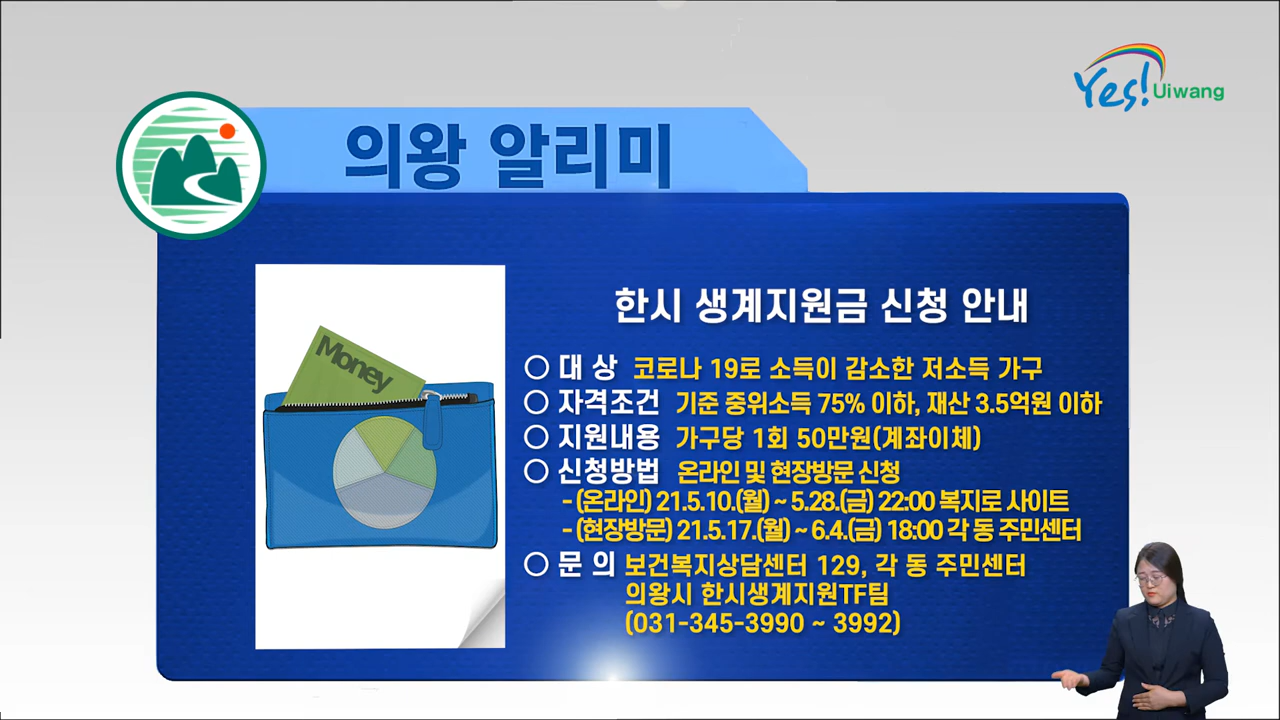 Yes! Uiwang
의왕 알리미
한시 생계지원금 신청 안내
Money
○ 대 상 코로나 19로 소득이 감소한 저소득 가구
○ 자격조건 기준 중위소득 75% 이하, 재산 3.5억원 이하
○ 지원내용 가구당 1회 50만원(계좌이체)
○ 신청방법 온라인 및 현장방문 신청
- (온라인) 21.5.10.(월) ~ 5.28.(금) 22:00 복지로 사이트
- (현장방문) 21.5.17.(월) ~ 6.4.(금) 18:00 각 동 주민센터
○ 문 의 보건복지상담센터 129, 각 동 주민센터
의왕시 한시생계지원TF팀
(031-345-3990 ~ 3992)